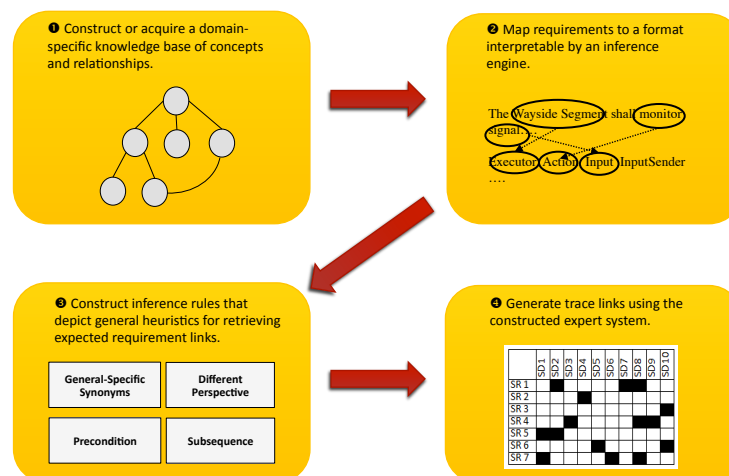 ❶ Construct or acquire a domain-
specific knowledge base of concepts
and relationships.
❷ Map requirements to a format
interpretable by an inference
engine.
The Wayside Segment shall monitor
signal…
Executor Action Input InputSender
….
❸ Construct inference rules that
depict general heuristics for retrieving
expected requirement links.
General-Specific
Synonyms
Different
Perspective
Precondition
Subsequence
❹ Generate trace links using the
constructed expert system.
SD1 SD2 SD3 SD4 SD5 SD6 SD7 SD8 SD9 SD10
SR 1
SR 2
SR 3
SR 4
SR 5
SR 6
SR 7